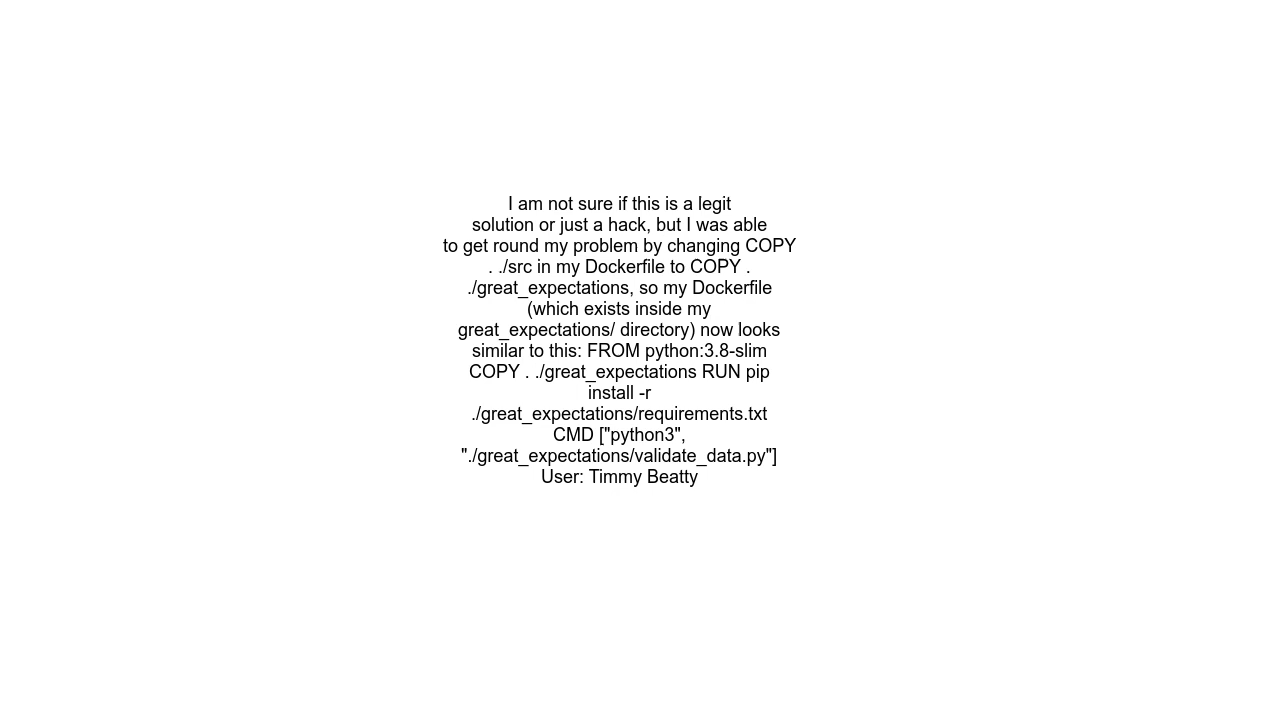 I am not sure if this is a legit
solution or just a hack, but I was able
to get round my problem by changing COPY
. ./src in my Dockerfile to COPY .
./great_expectations, so my Dockerfile
(which exists inside my
great_expectations/ directory) now looks
similar to this: FROM python:3.8-slim
COPY . ./great_expectations RUN pip
install -r
./great_expectations/requirements.txt
CMD ["python3",
"./great_expectations/validate_data.py"]
User: Timmy Beatty